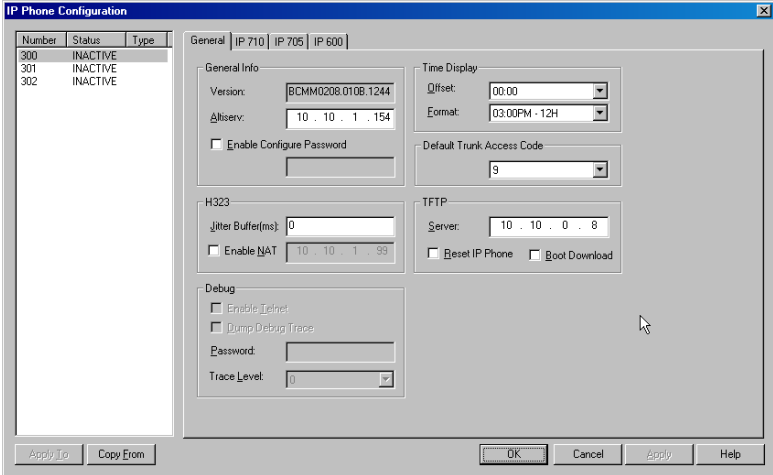 IP Phone Configuration
Number Status Type
300 INACTIVE
301 INACTIVE
302 INACTIVE
General IP 710 IP 705 IP 600
General Info
Version: BCMM0208.010B.1244
Altiserv: 10 . 10 . 1 . 154
Enable Configure Password
Time Display
Offset: 00:00
Format: 03:00PM - 12H
Default Trunk Access Code
9
H323
Jitter Buffer(ms): 0
Enable NAT 10 . 10 . 1 . 99
TFTP
Server: 10 . 10 . 0 . 8
Reset IP Phone Boot Download
Debug
Enable Telnet
Dump Debug Trace
Password:
Trace Level: 0
Apply To Copy From OK Cancel Apply Help